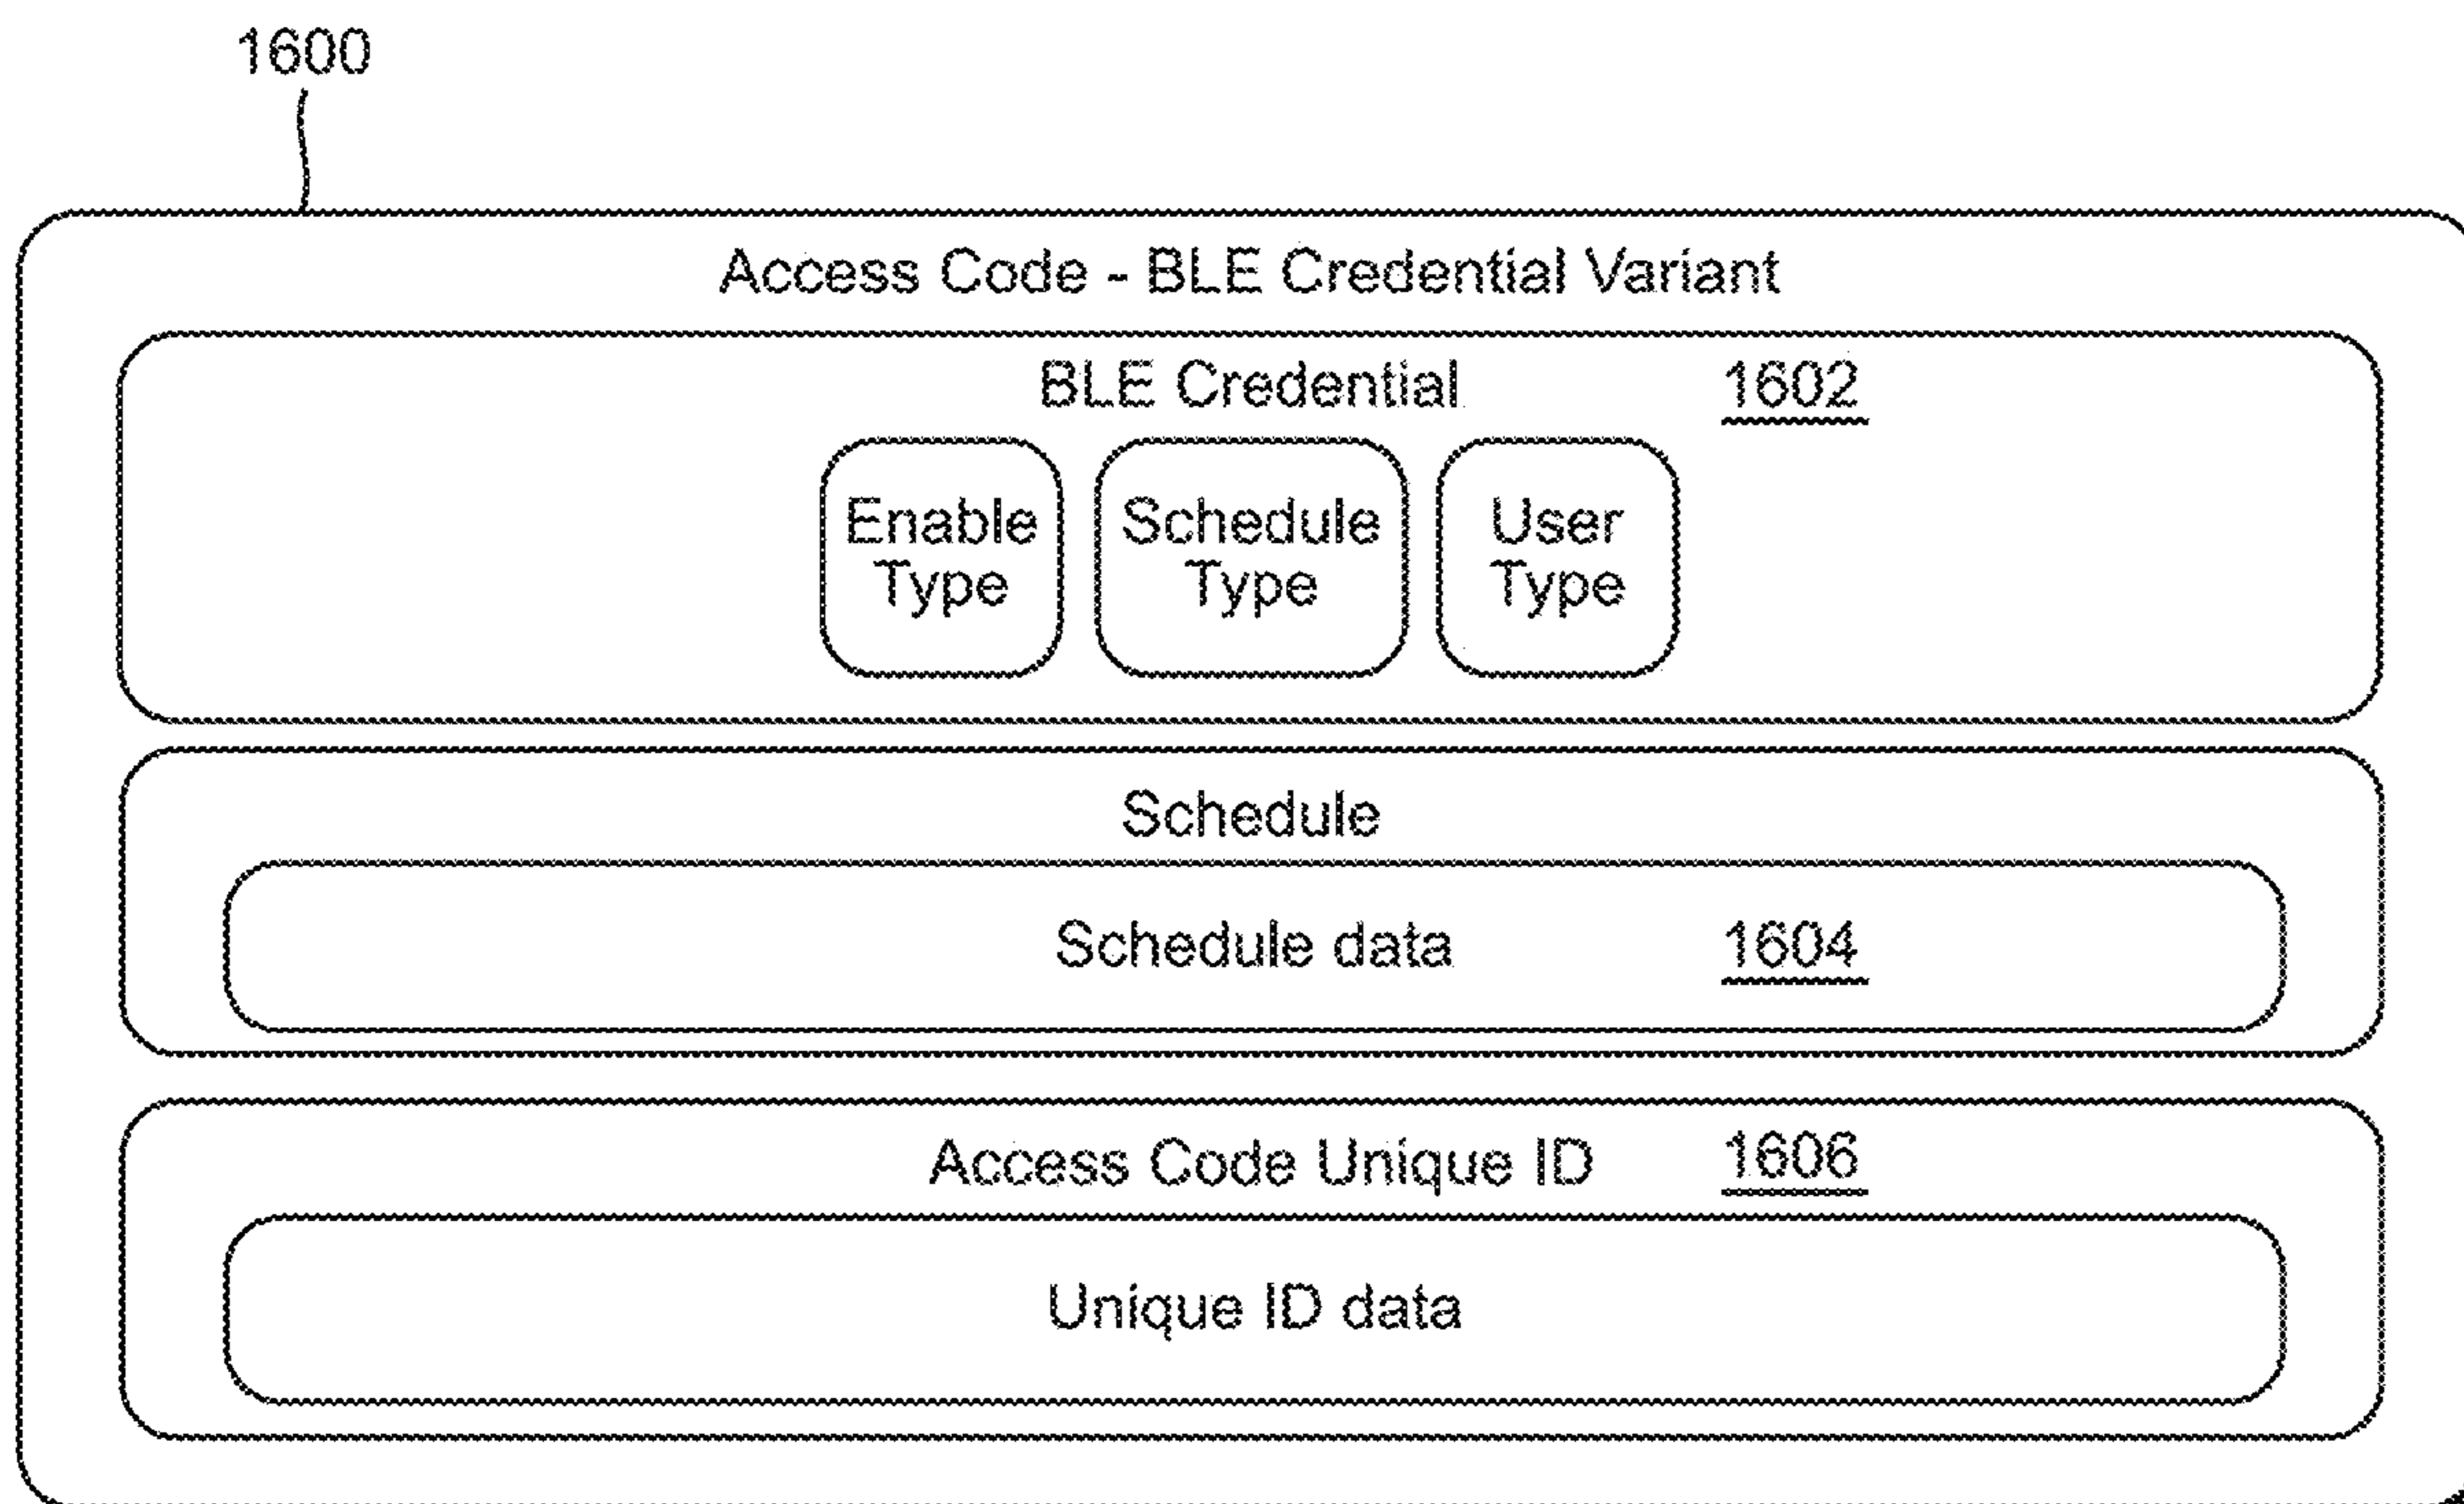 1600
Access Code - BLE Credential Variant
BLE Credential 1602
Enable Type
Schedule Type
User Type
Schedule
Schedule data 1604
Access Code Unique ID 1606
Unique ID data